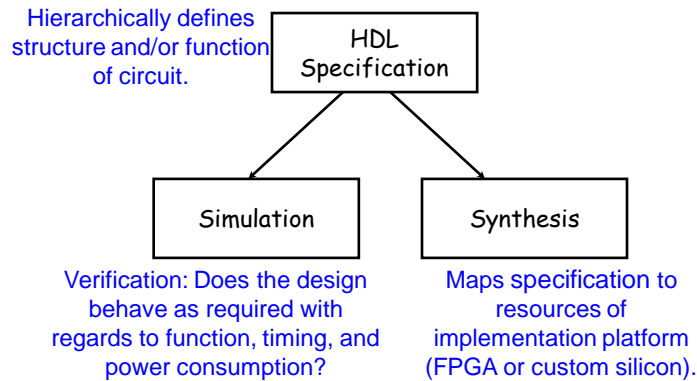 Hierarchically defines
structure and/or function
of circuit.
HDL
Specification
Simulation
Synthesis
Verification: Does the design
behave as required with
regards to function, timing, and
power consumption?
Maps specification to
resources of
implementation platform
(FPGA or custom silicon).